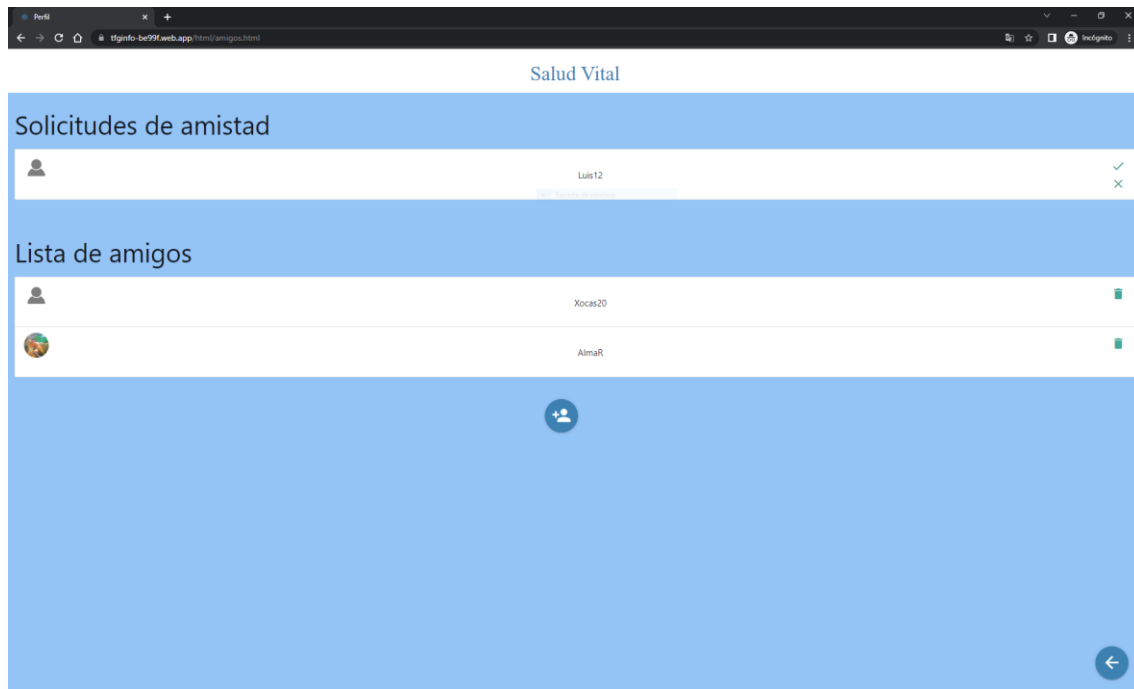 Perfil
tfginfo-be99f.web.app/html/amigos.html
Incógnito
Salud Vital
Solicitudes de amistad
Luis12
Lista de amigos
Xocas20
AlmaR